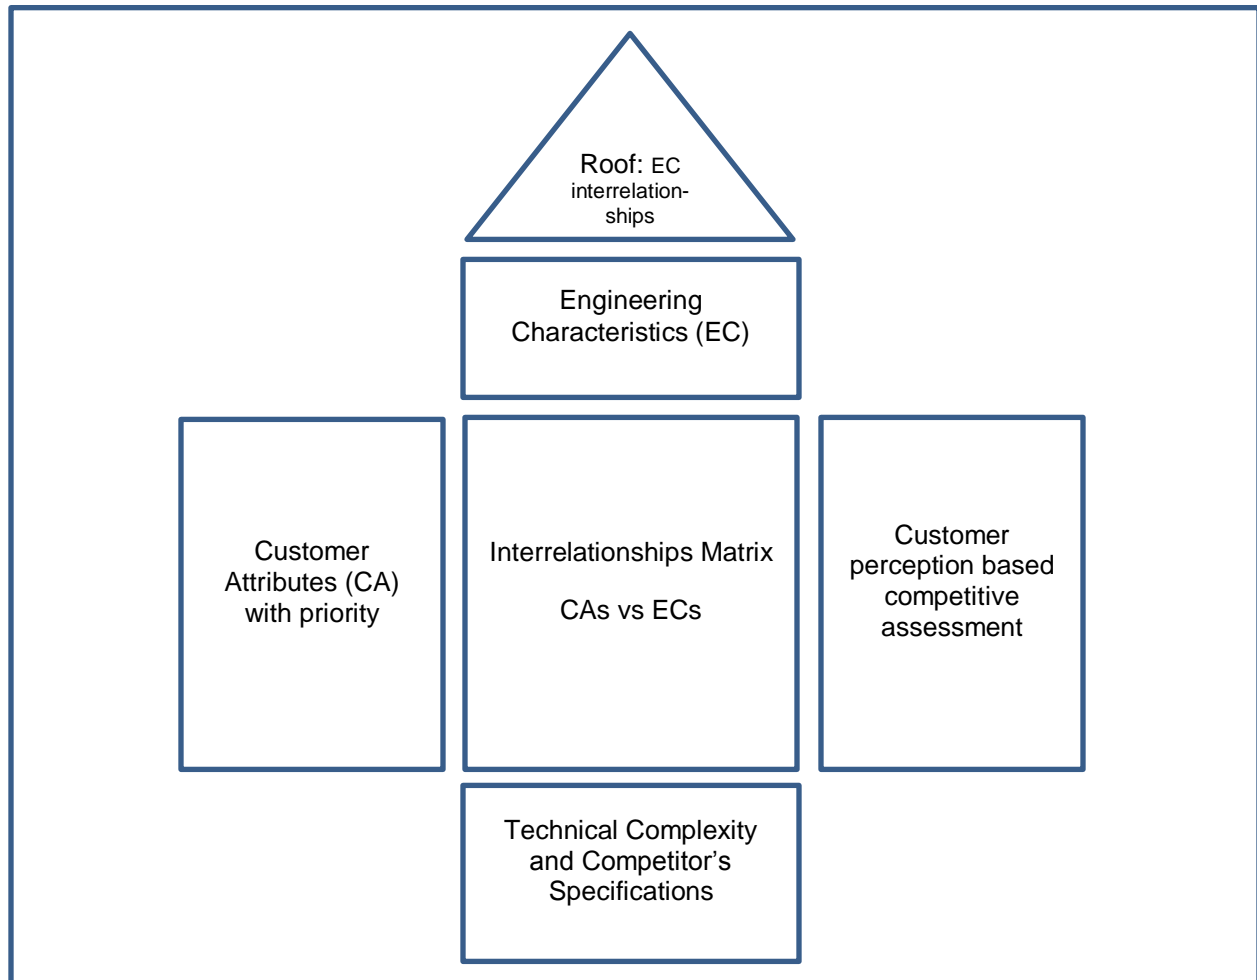 Roof: EC
interrelation-
ships
Engineering
Characteristics (EC)
Customer
Attributes (CA)
with priority
Interrelationships Matrix
CAs vs ECs
Customer
perception based
competitive
assessment
Technical Complexity
and Competitor’s
Specifications